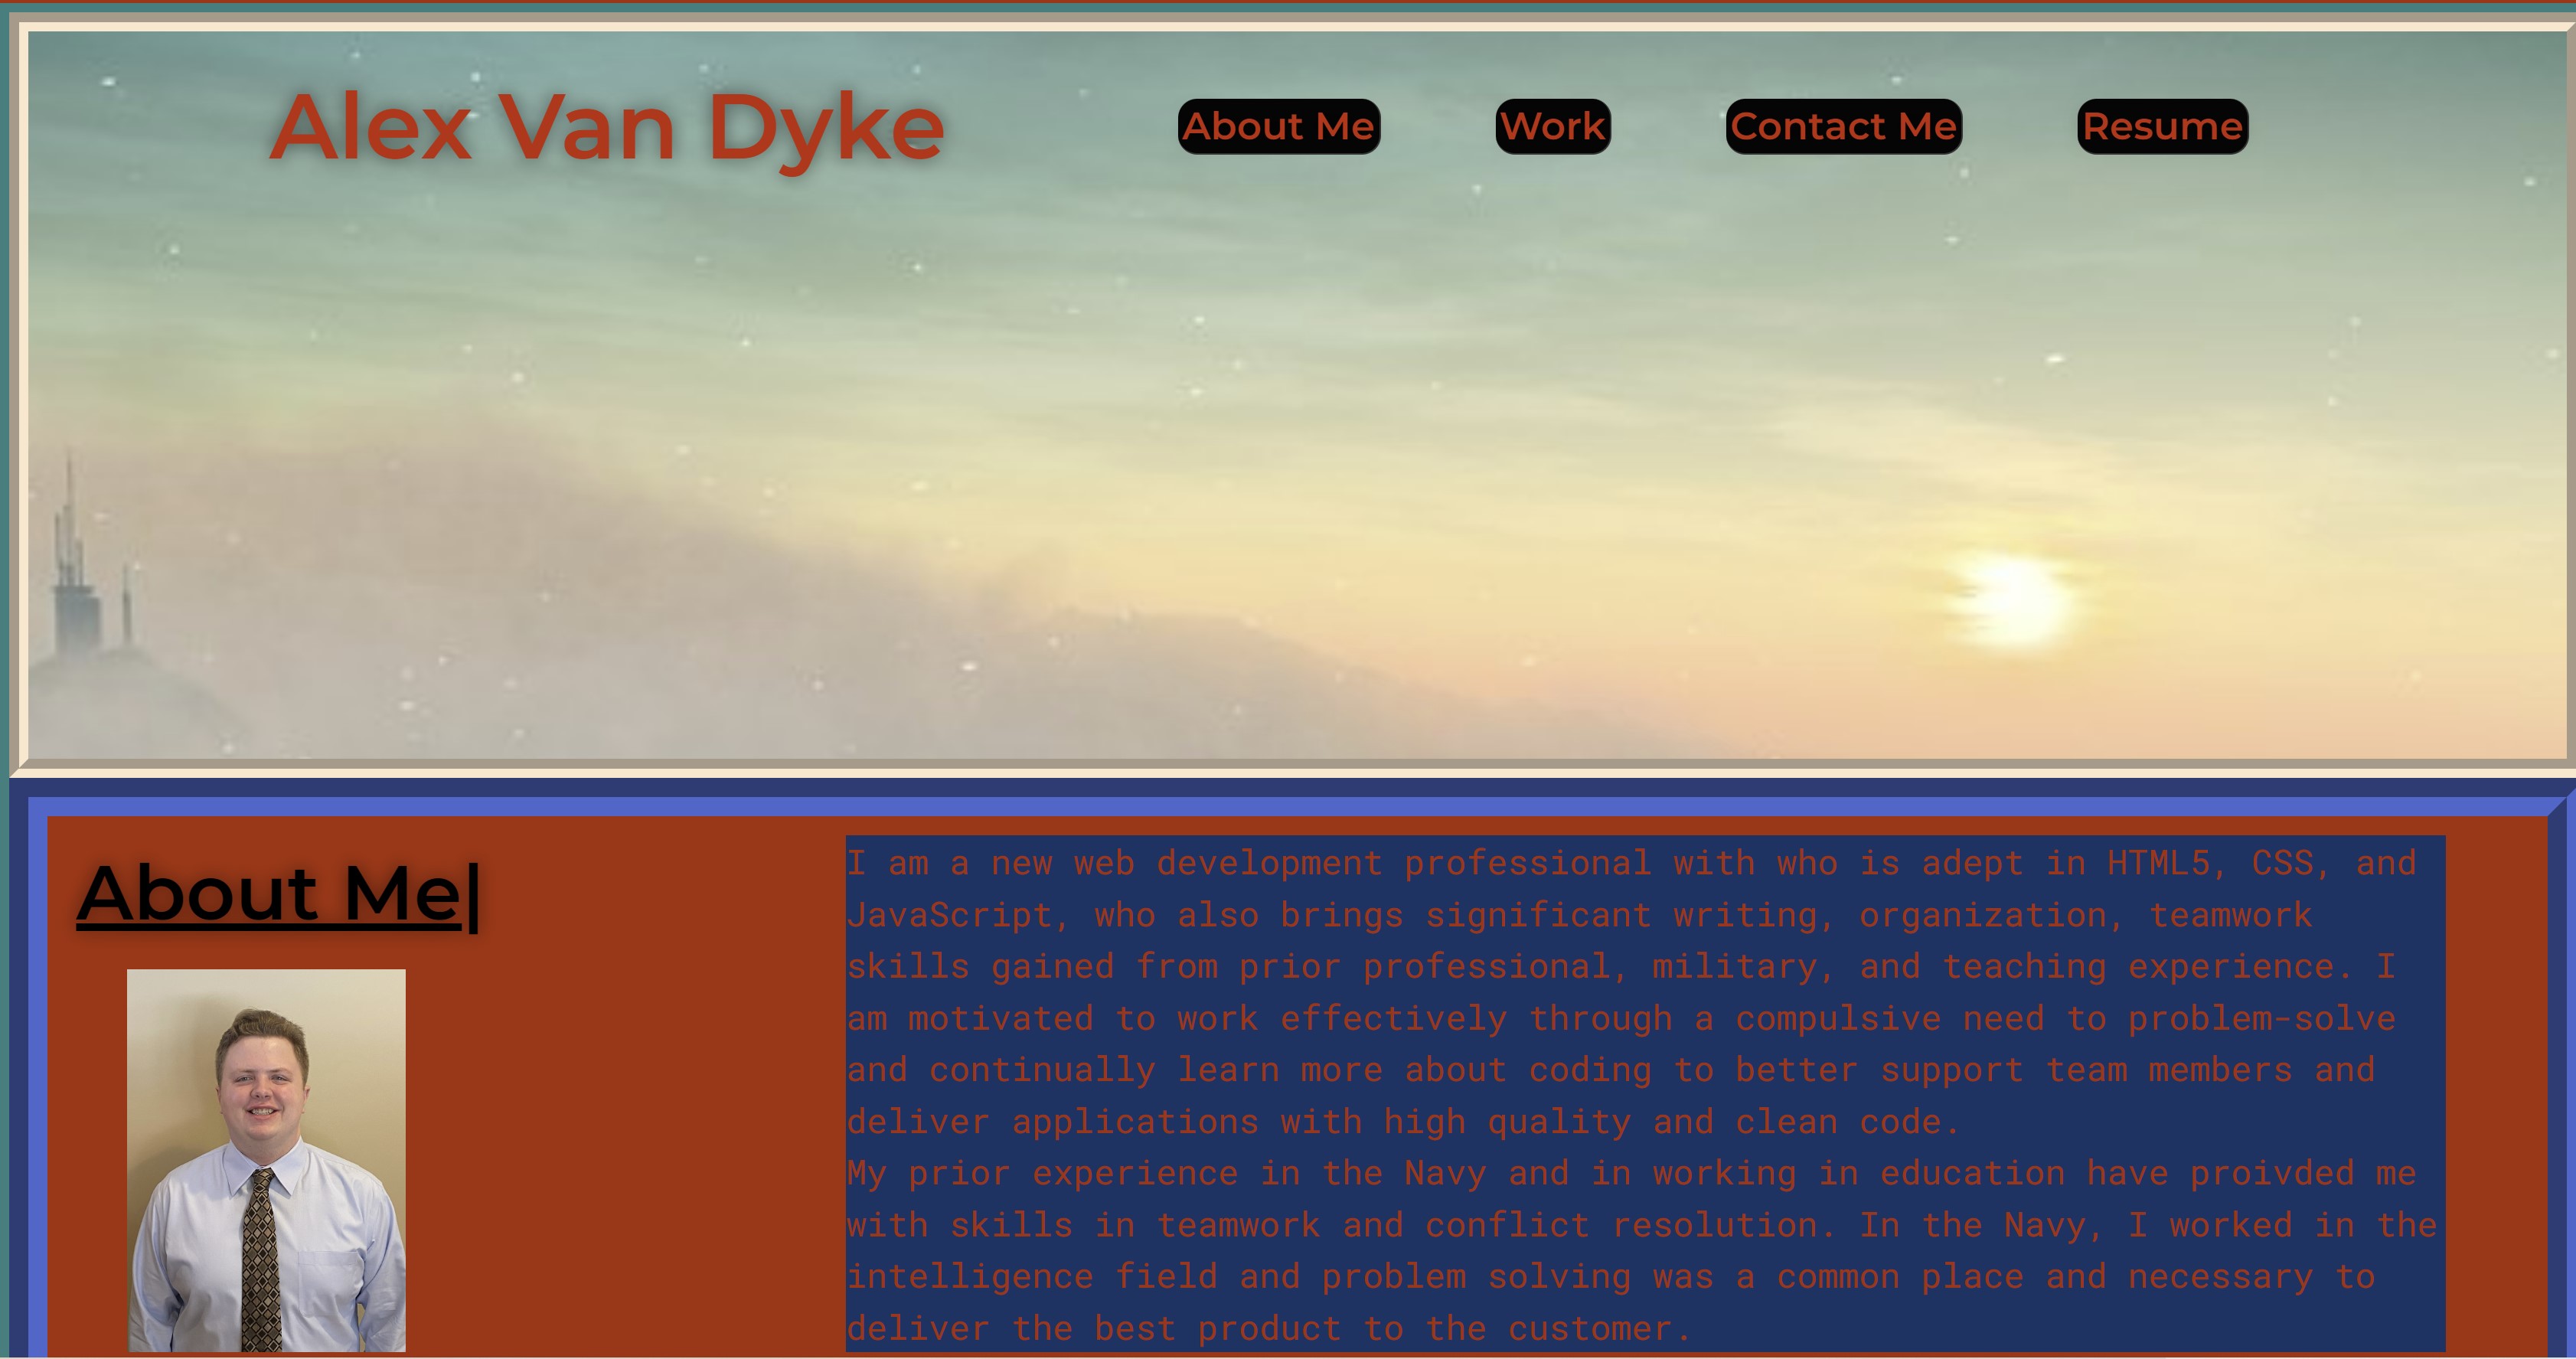 Alex Van Dyke
About Me
Work
Contact Me
Resume
About Me|
I am a new web development professional with who is adept in HTML5, CSS, and
JavaScript, who also brings significant writing, organization, teamwork
skills gained from prior professional, military, and teaching experience. I
am motivated to work effectively through a compulsive need to problem-solve
and continually learn more about coding to better support team members and
deliver applications with high quality and clean code.
My prior experience in the Navy and in working in education have proivded me
with skills in teamwork and conflict resolution. In the Navy, I worked in the
intelligence field and problem solving was a common place and necessary to
deliver the best product to the customer.